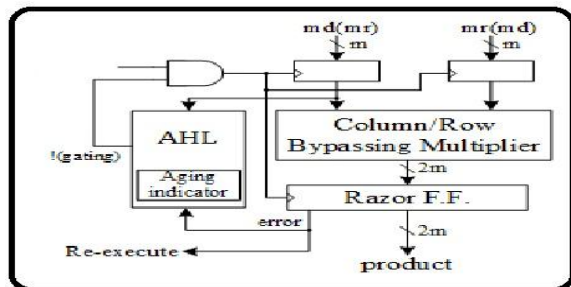 md(mr)
mr(md)
m
m
AHL
Column/Row
Bypassing Multiplier
!(gating)
Aging
indicator
2m
Razor F.F.
error
2m
Re-execute
product